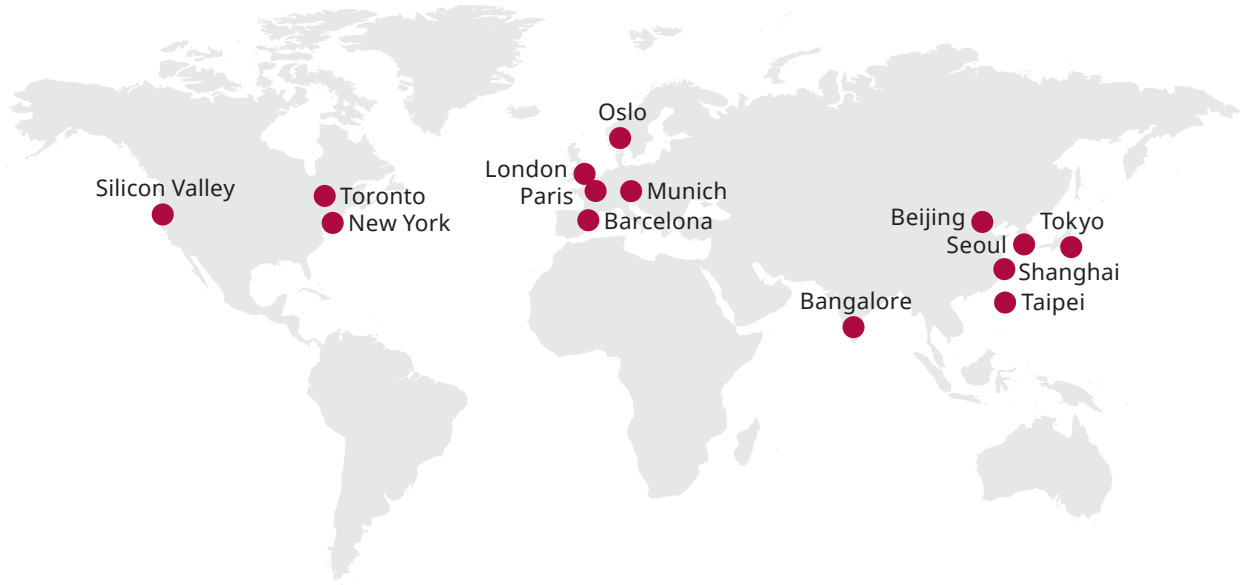 Oslo
London
Paris
Munich
Silicon Valley
Toronto
New York
Barcelona
Beijing
Tokyo
Seoul
Shanghai
Bangalore
Taipei